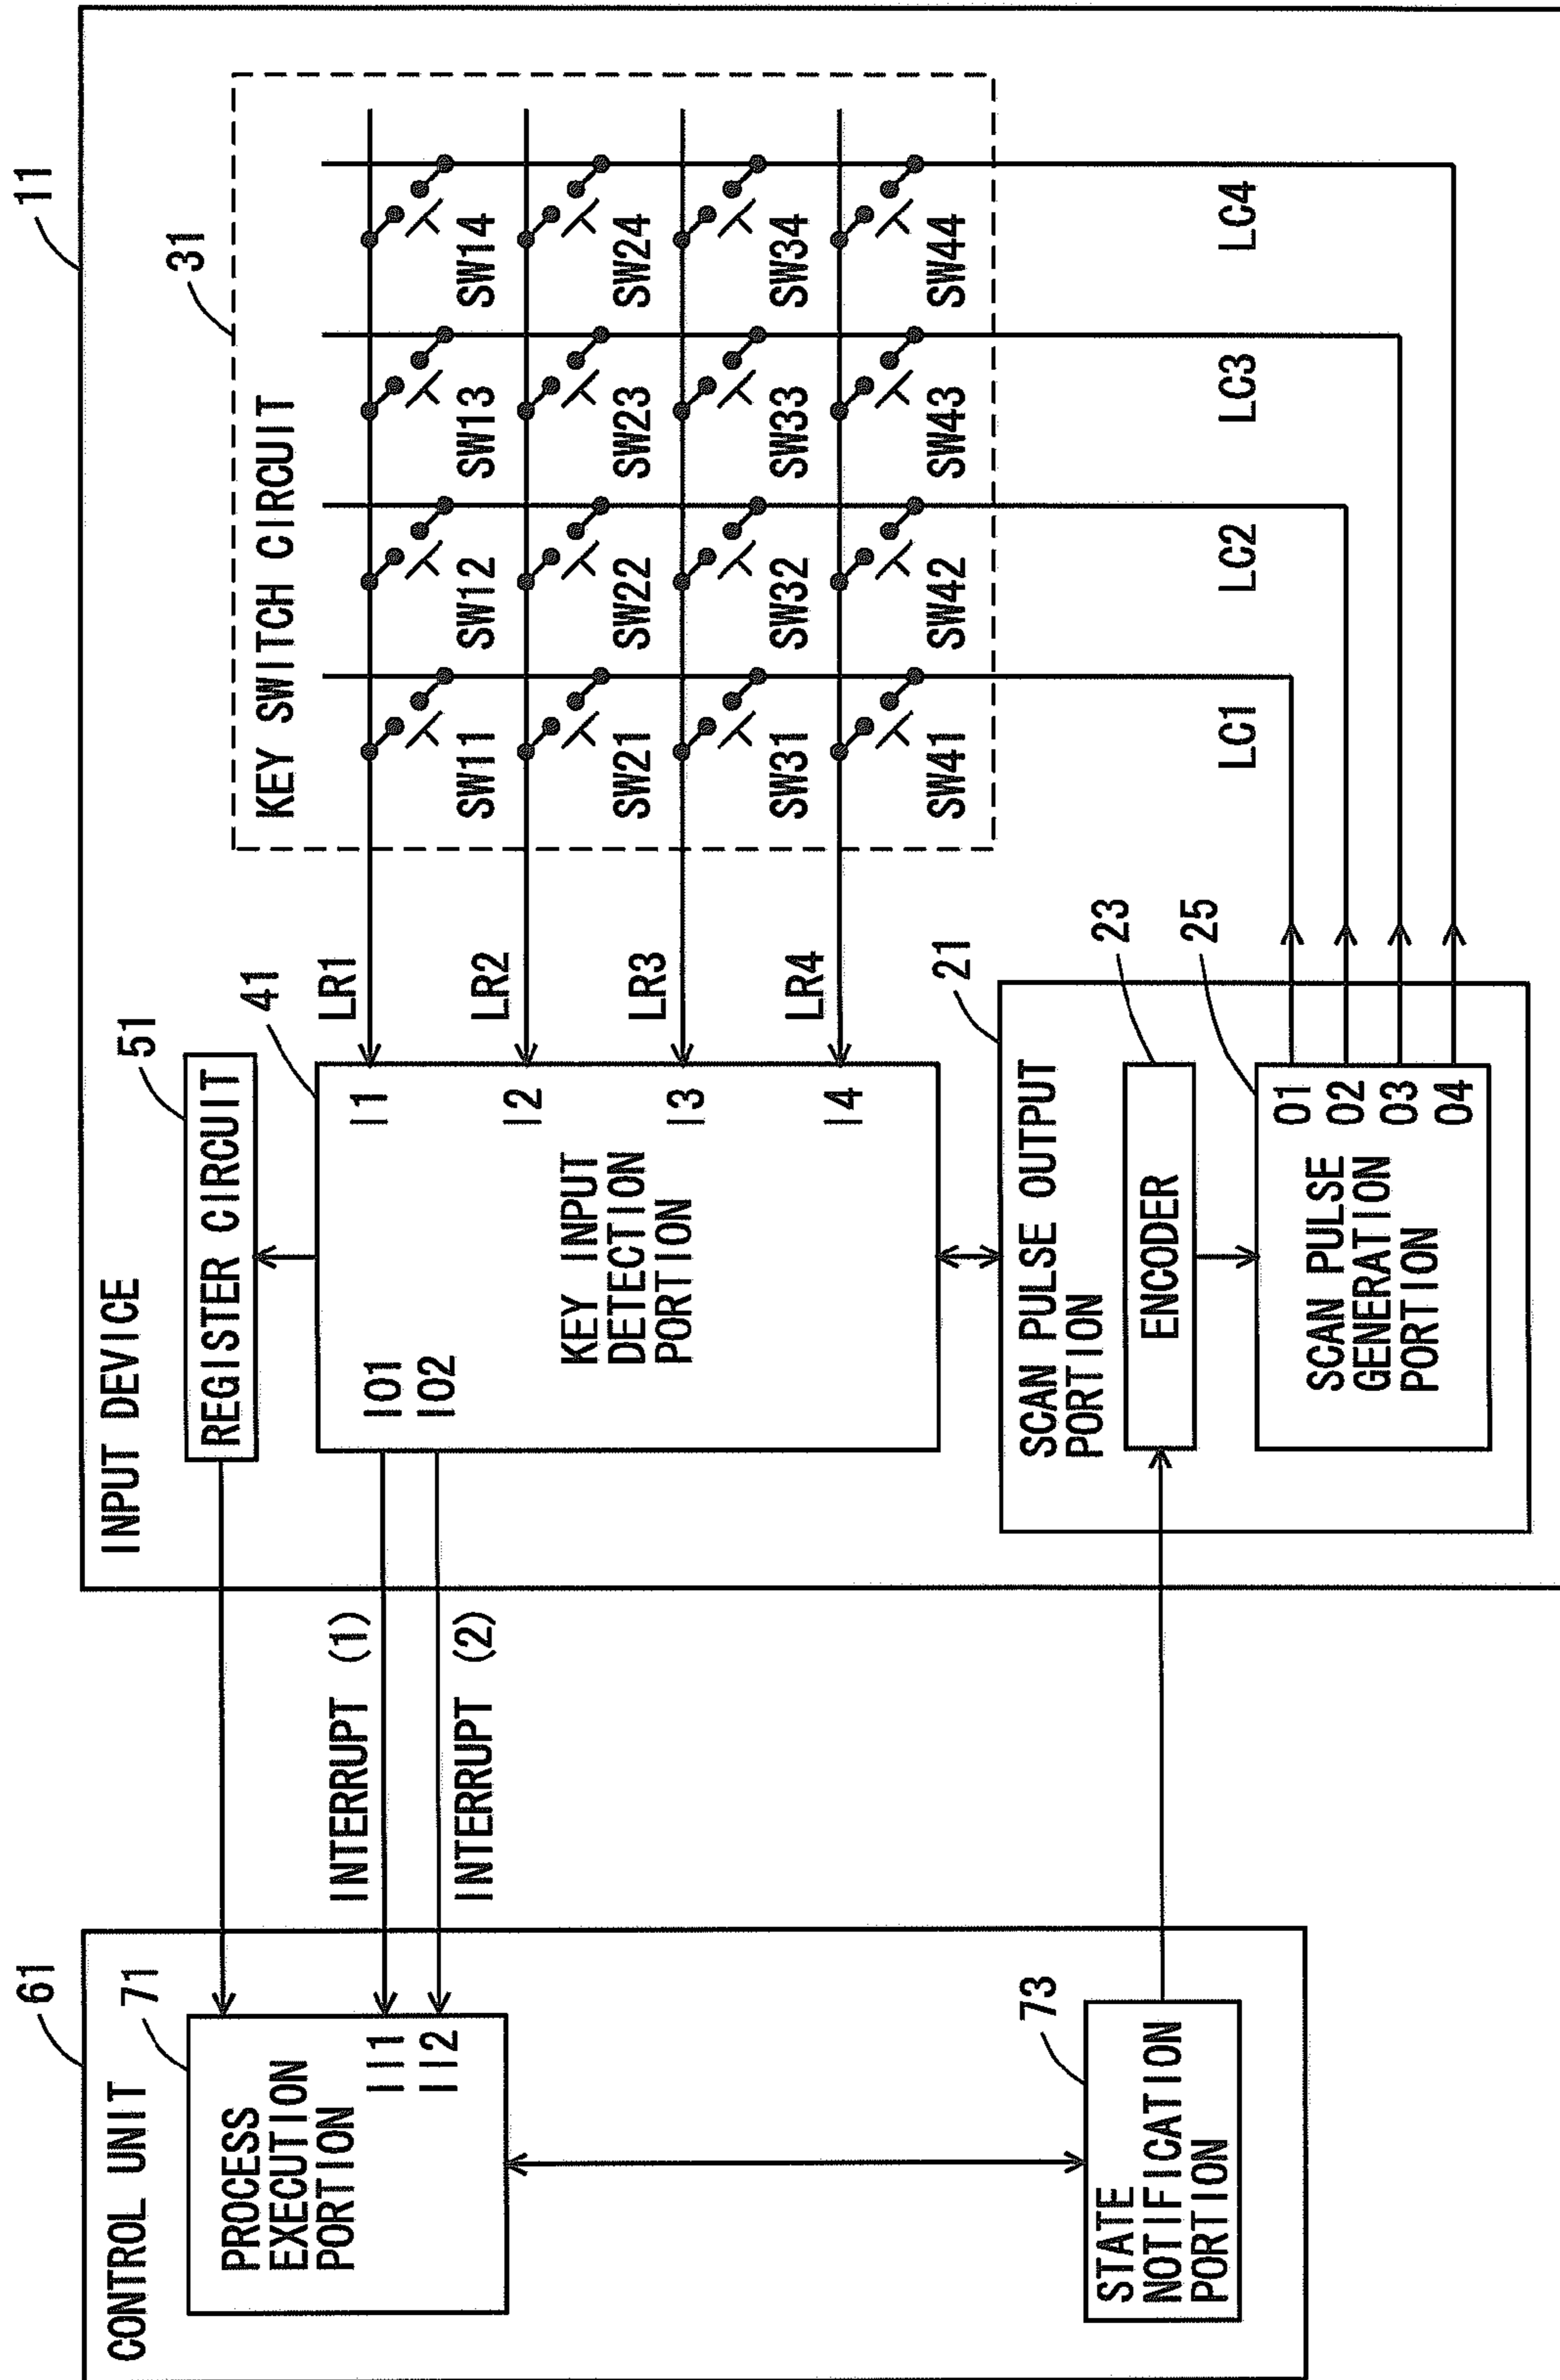 61
CONTROL UNIT
71
PROCESS
EXECUTION
PORTION
II1
II2
73
STATE
NOTIFICATION
PORTION
INTERRUPT (1)
INTERRUPT (2)
11
INPUT DEVICE
51
REGISTER CIRCUIT
41
IO1
IO2
KEY INPUT
DETECTION
PORTION
I1
I2
I3
I4
LR1
LR2
LR3
LR4
31
KEY SWITCH CIRCUIT
SW11 SW12 SW13 SW14
SW21 SW22 SW23 SW24
SW31 SW32 SW33 SW34
SW41 SW42 SW43 SW44
21
SCAN PULSE OUTPUT
PORTION
23
ENCODER
25
SCAN PULSE
GENERATION
PORTION
O1
O2
O3
O4
LC1 LC2 LC3 LC4